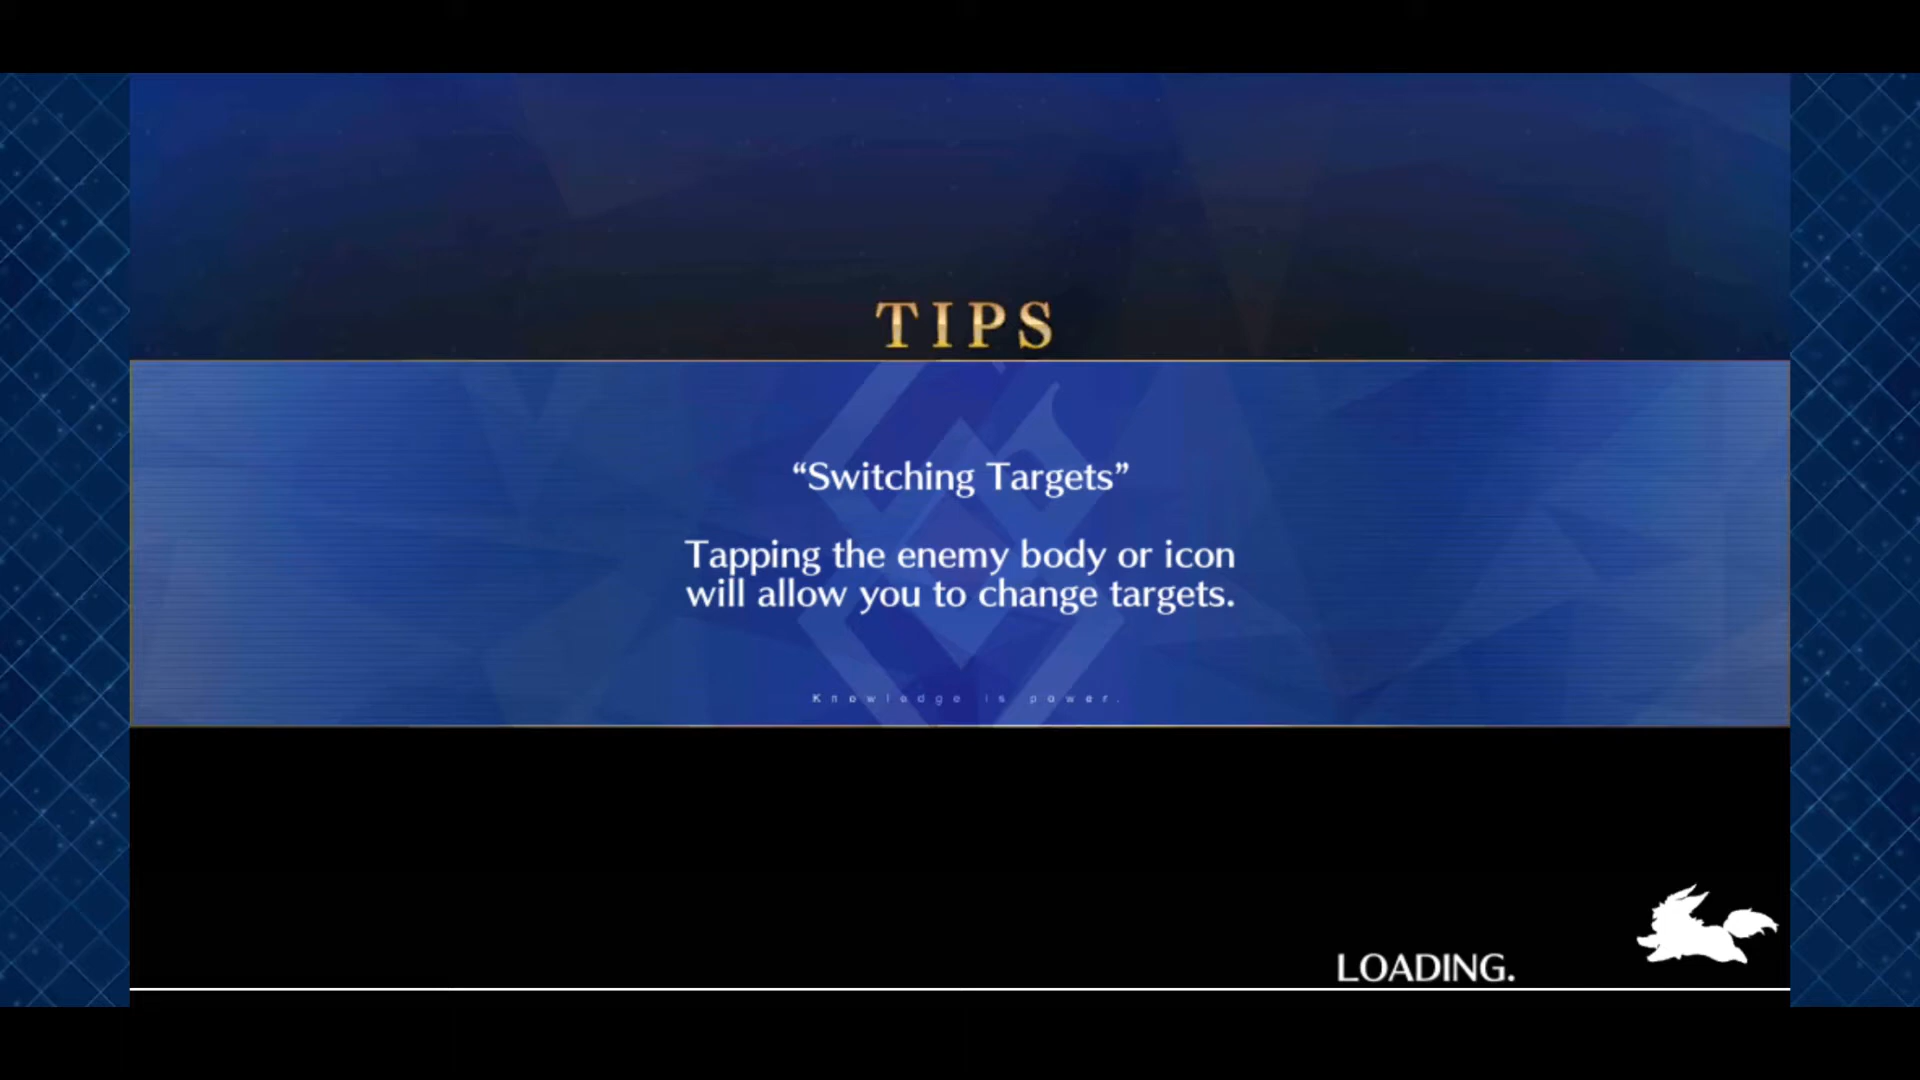 TIPS
“Switching Targets”
Tapping the enemy body or icon
will allow you to change targets.
Knowledge is power.
LOADING.